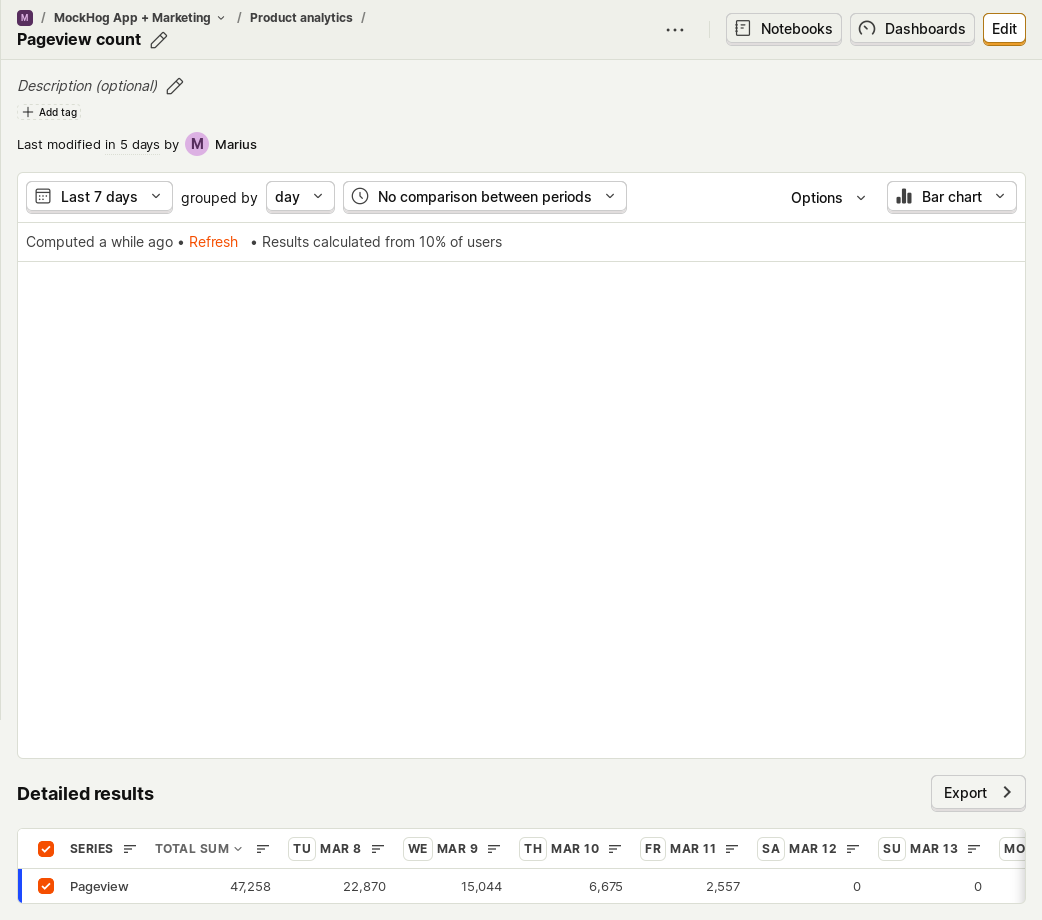 M / MockHog App + Marketing / Product analytics /
Pageview count
Notebooks Dashboards Edit
Description (optional)
Add tag
Last modified in 5 days by M Marius
Last 7 days grouped by day No comparison between periods Options Bar chart
Computed a while ago • Refresh • Results calculated from 10% of users
Detailed results
Export
SERIES TOTAL SUM TU MAR 8 WE MAR 9 TH MAR 10 FR MAR 11 SA MAR 12 SU MAR 13 MO
Pageview 47,258 22,870 15,044 6,675 2,557 0 0